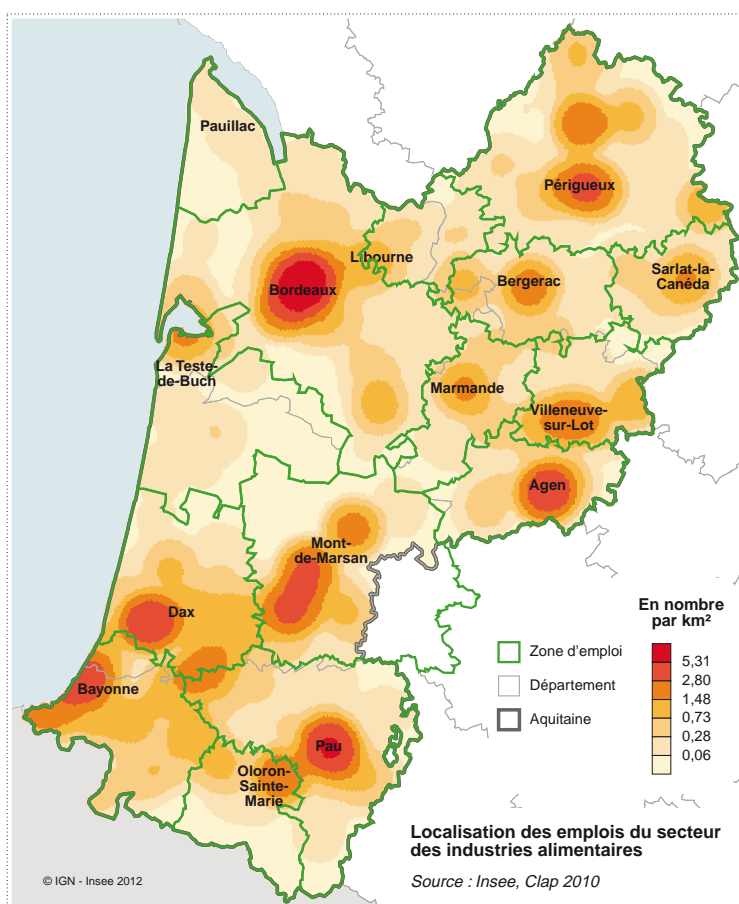 Pauillac
Périgueux
Libourne
Bordeaux
Bergerac
Sarlat-la-
Canéda
La Teste-
de-Buch
Marmande
Villeneuve-
sur-Lot
Agen
Mont-
de-Marsan
Dax
Bayonne
Pau
Oloron-
Sainte-
Marie
En nombre
par km²
5,31
2,80
1,48
0,73
0,28
0,06
Zone d'emploi
Département
Aquitaine
Localisation des emplois du secteur
des industries alimentaires
Source : Insee, Clap 2010
© IGN - Insee 2012